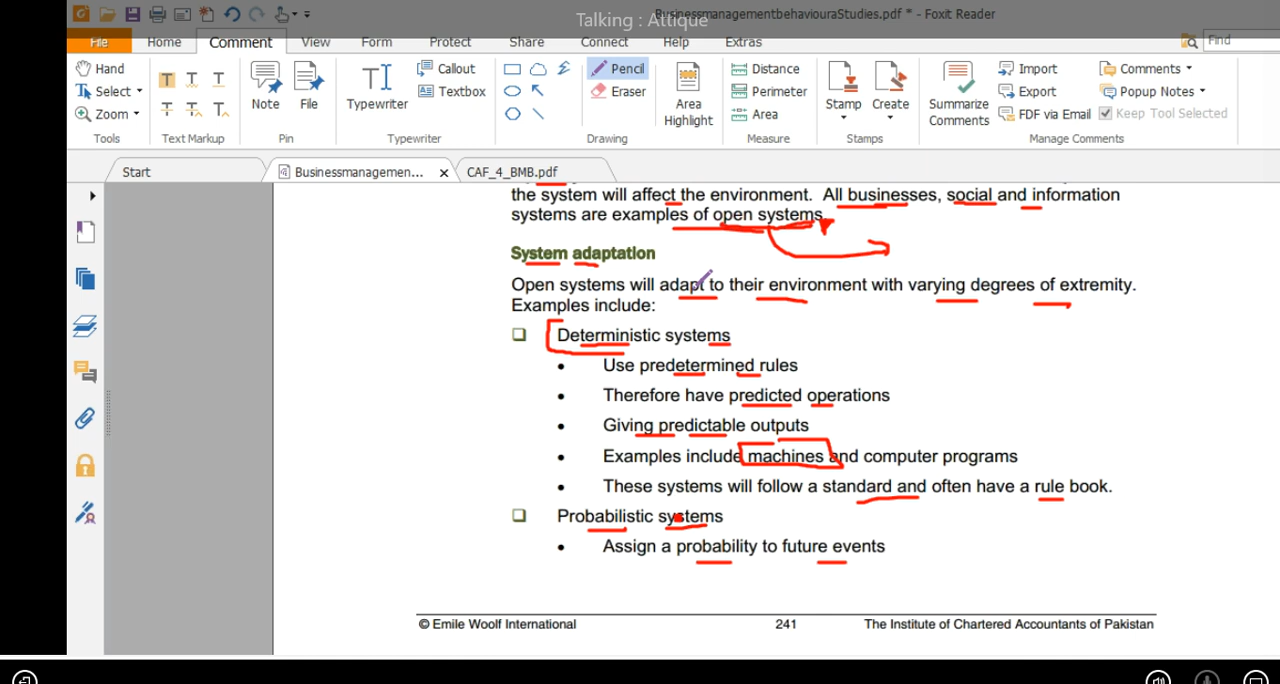 Talking : Attique
BusinessmanagementbehaviouraStudies.pdf * - Foxit Reader
File Home Comment View Form Protect Share Connect Help Extras Find
Hand
Select
Zoom
Tools
T T T
T T T
Text Markup
Note File
Pin
Typewriter
Callout
Textbox
Typewriter
Pencil
Eraser
Area
Highlight
Drawing
Distance
Perimeter
Area
Measure
Stamp Create
Stamps
Summarize
Comments
Import
Export
FDF via Email
Comments
Popup Notes
Keep Tool Selected
Manage Comments
Start Businessmanagemen... × CAF_4_BMB.pdf
the system will affect the environment. All businesses, social and information
systems are examples of open systems.
System adaptation
Open systems will adapt to their environment with varying degrees of extremity.
Examples include:
Deterministic systems
• Use predetermined rules
• Therefore have predicted operations
• Giving predictable outputs
• Examples include machines and computer programs
• These systems will follow a standard and often have a rule book.
Probabilistic systems
• Assign a probability to future events
© Emile Woolf International 241 The Institute of Chartered Accountants of Pakistan